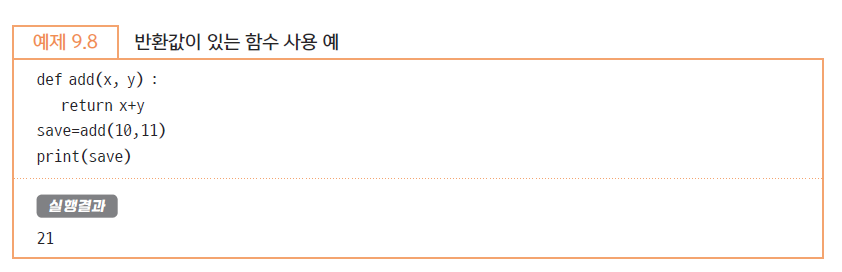 예제 9.8 반환값이 있는 함수 사용 예
def add(x, y) :
    return x+y
save=add(10,11)
print(save)
실행결과
21